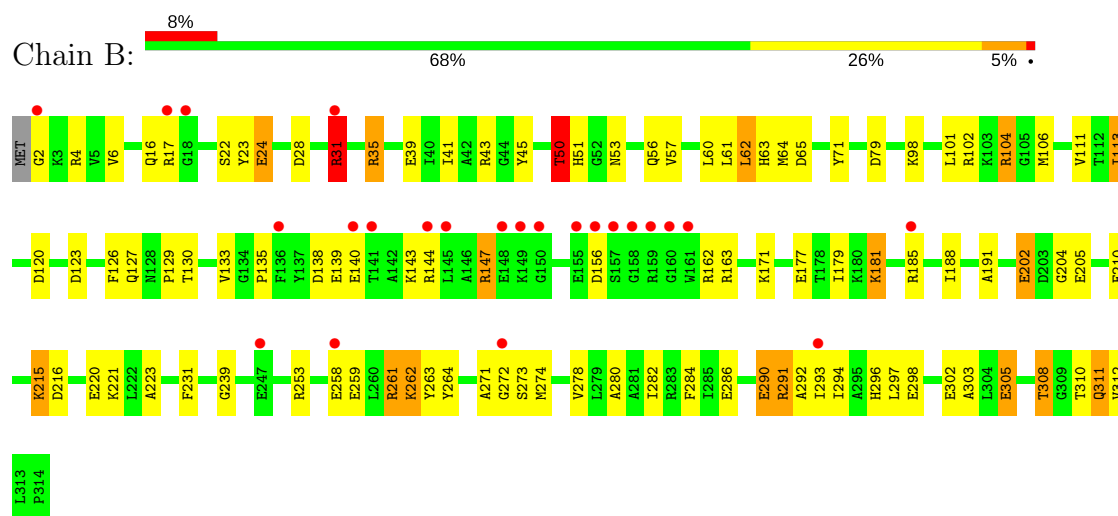 8%
Chain B:
68% 26% 5% •
MET G2 K3 R4 V5 V6 Q16 R17 G18 S22 Y23 E24 D28 R31 R35 E39 I40 I41 A42 R43 G44 Y45 T50 H51 G52 N53 Q56 V57 L60 L61 L62 H63 M64 D65 Y71 D79 K98 L101 R102 K103 R104 G105 M106 V111 T112 I113
D120 D123 F126 Q127 N128 P129 T130 V133 G134 P135 F136 Y137 D138 E139 E140 T141 A142 K143 R144 L145 A146 R147 E148 K149 G150 E155 D156 S157 G158 R159 G160 W161 R162 R163 K171 E177 T178 I179 K180 K181 R185 I188 A191 E202 D203 G204 E205
K215 D216 E220 K221 L222 A223 F231 G239 E247 R253 E258 E259 L260 R261 K262 Y263 Y264 A271 G272 S273 M274 V278 L279 A280 A281 I282 R283 F284 I285 E286 E290 R291 A292 I293 I294 A295 H296 L297 E298 A303 L304 E305 T308 G309 T310 Q311 V312
L313 P314